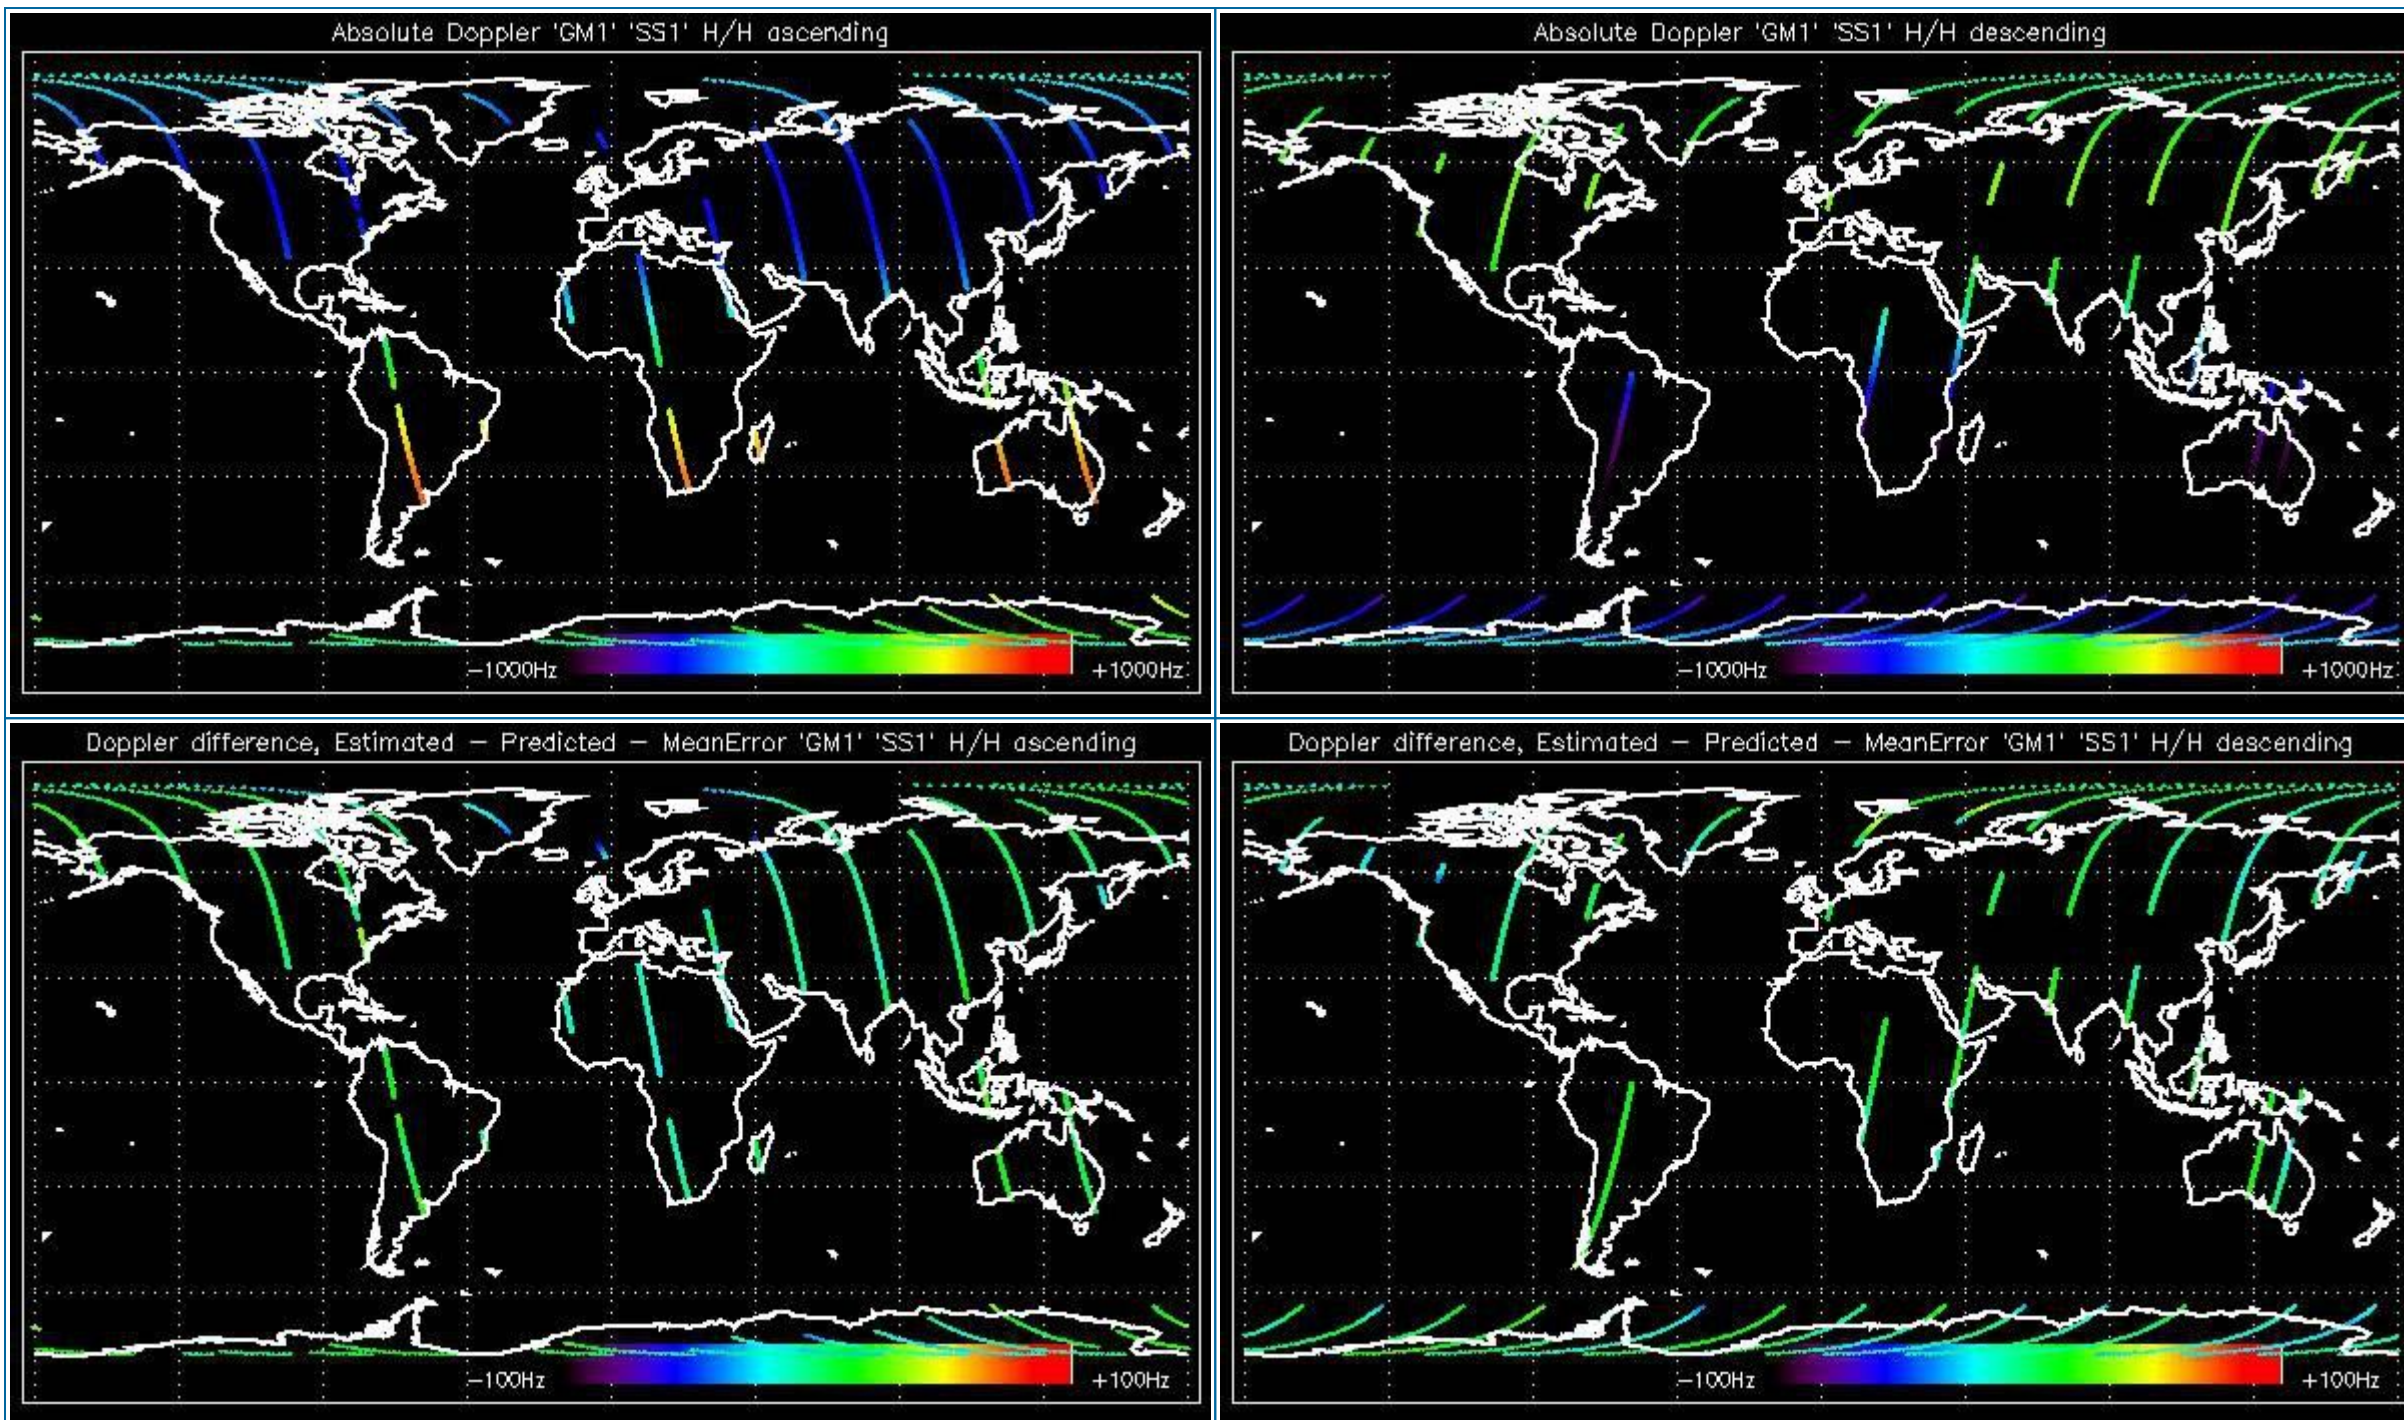 Absolute Doppler 'GM1' 'SS1' H/H ascending
-1000Hz +1000Hz
Absolute Doppler 'GM1' 'SS1' H/H descending
-1000Hz +1000Hz
Doppler difference, Estimated - Predicted - MeanError 'GM1' 'SS1' H/H ascending
-100Hz +100Hz
Doppler difference, Estimated - Predicted - MeanError 'GM1' 'SS1' H/H descending
-100Hz +100Hz